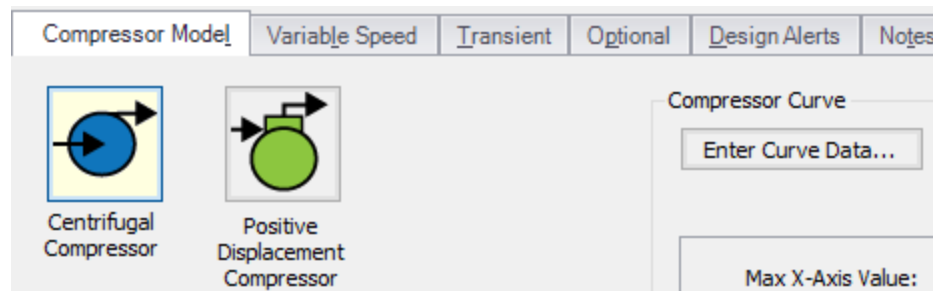 Compressor Model
Variable Speed
Transient
Optional
Design Alerts
Notes
Compressor Curve
Enter Curve Data...
Centrifugal
Compressor
Positive
Displacement
Compressor
Max X-Axis Value: